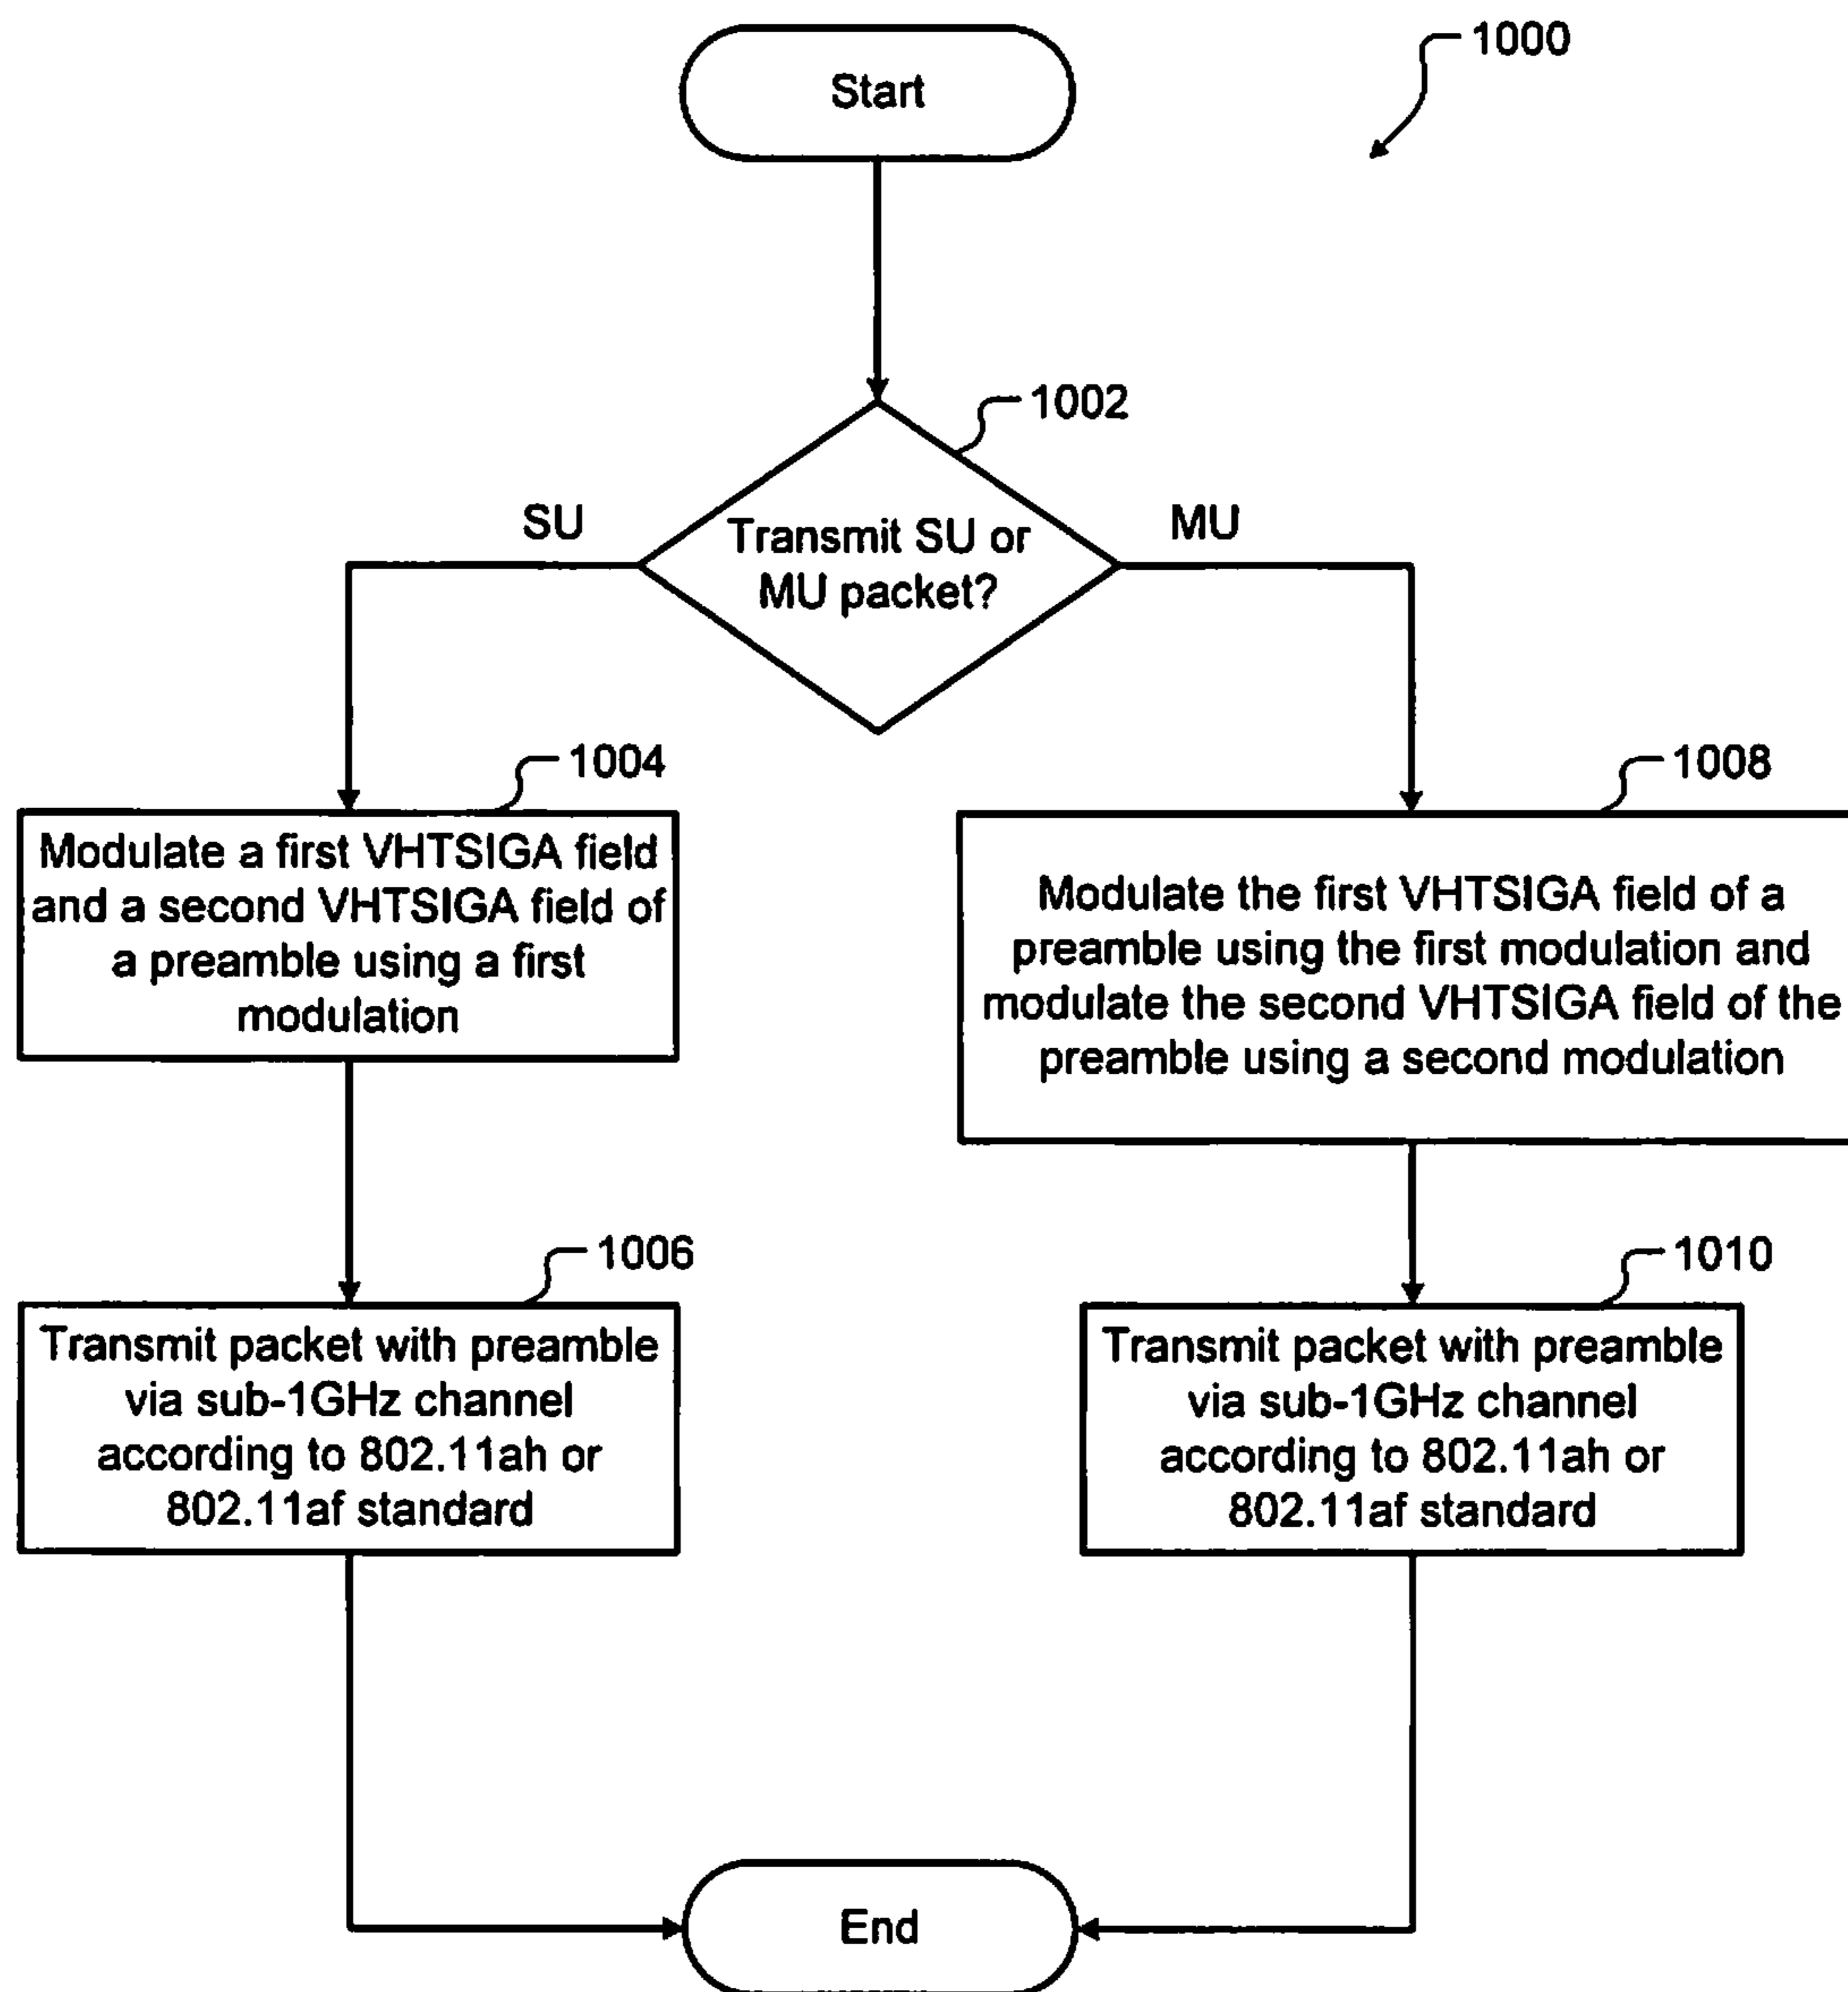 1000
Start
1002
SU
Transmit SU or
MU packet?
MU
1004
Modulate a first VHTSIGA field
and a second VHTSIGA field of
a preamble using a first
modulation
1008
Modulate the first VHTSIGA field of a
preamble using the first modulation and
modulate the second VHTSIGA field of the
preamble using a second modulation
1006
Transmit packet with preamble
via sub-1GHz channel
according to 802.11ah or
802.11af standard
1010
Transmit packet with preamble
via sub-1GHz channel
according to 802.11ah or
802.11af standard
End